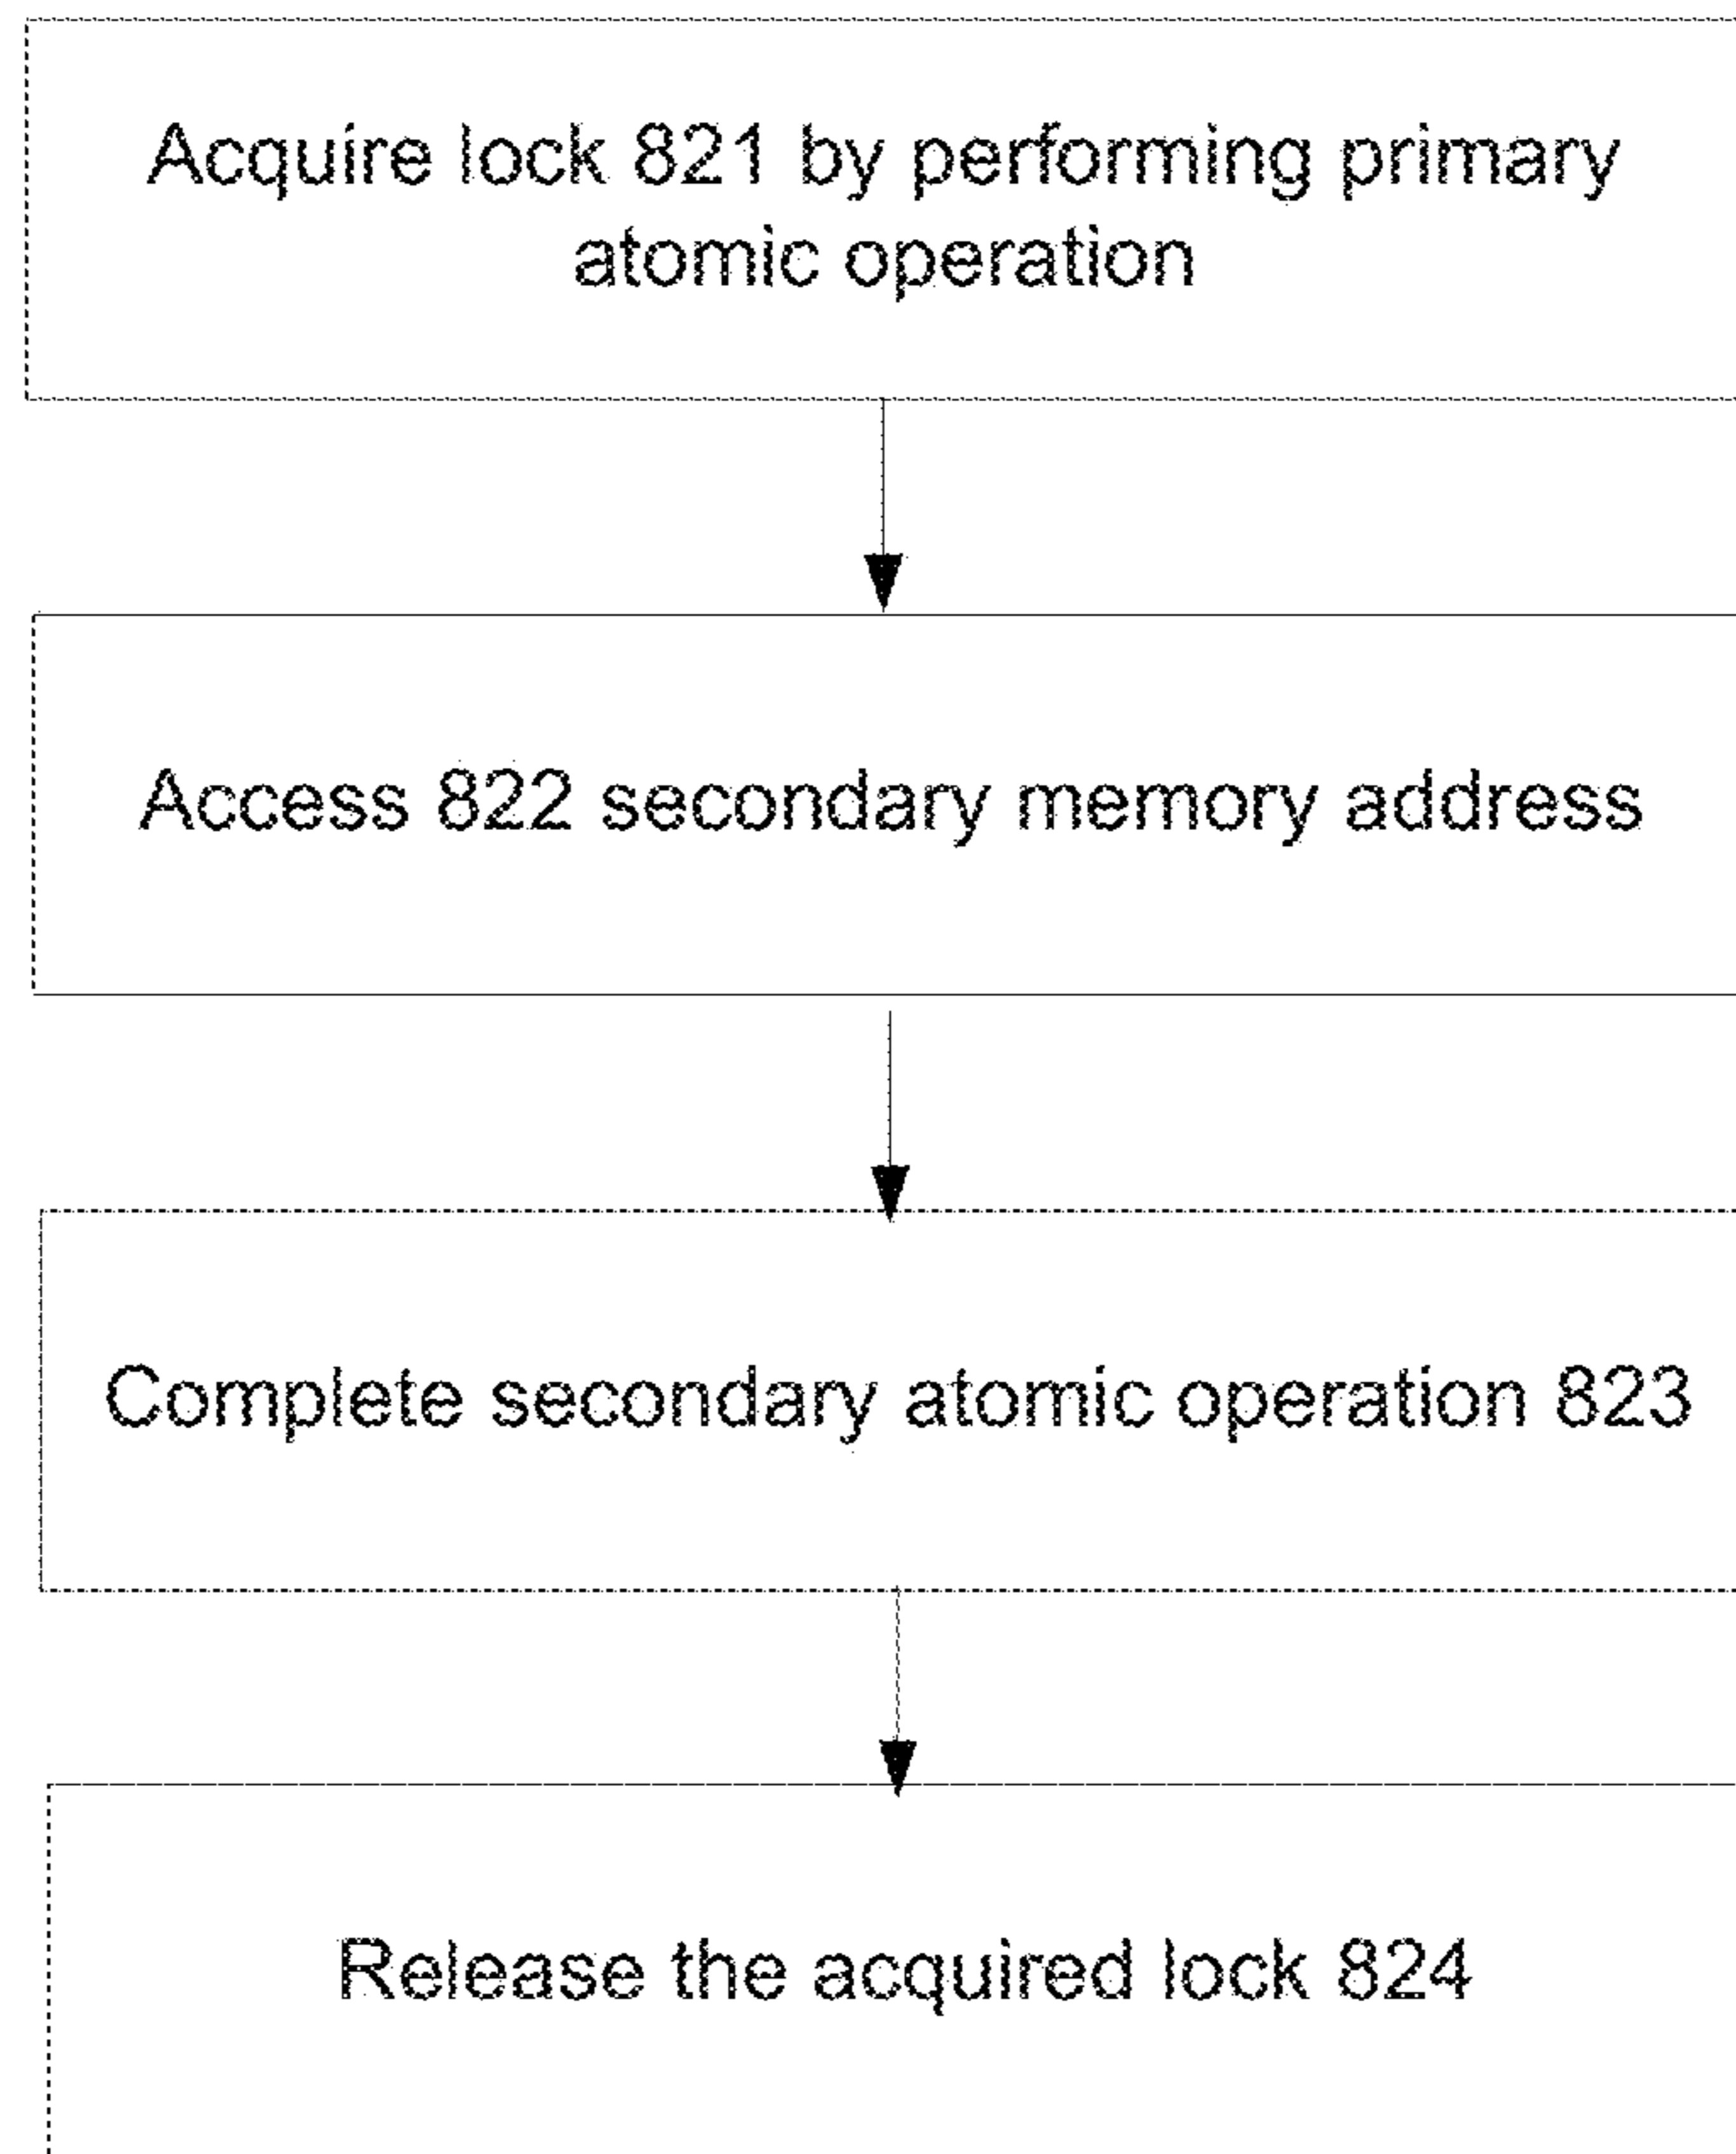 Acquire lock 821 by performing primary
atomic operation
Access 822 secondary memory address
Complete secondary atomic operation 823
Release the acquired lock 824